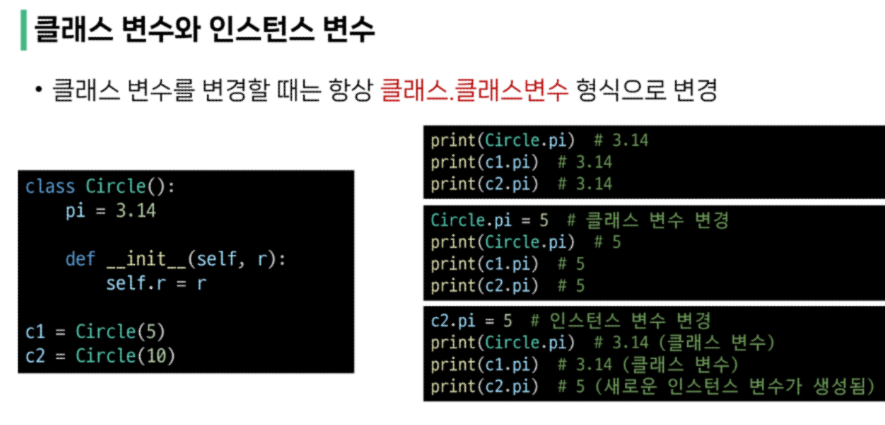 클래스 변수와 인스턴스 변수
• 클래스 변수를 변경할 때는 항상 클래스.클래스변수 형식으로 변경
class Circle():
    pi = 3.14

    def __init__(self, r):
        self.r = r

c1 = Circle(5)
c2 = Circle(10)
print(Circle.pi)  # 3.14
print(c1.pi)  # 3.14
print(c2.pi)  # 3.14
Circle.pi = 5  # 클래스 변수 변경
print(Circle.pi)  # 5
print(c1.pi)  # 5
print(c2.pi)  # 5
c2.pi = 5  # 인스턴스 변수 변경
print(Circle.pi)  # 3.14 (클래스 변수)
print(c1.pi)  # 3.14 (클래스 변수)
print(c2.pi)  # 5 (새로운 인스턴스 변수가 생성됨)